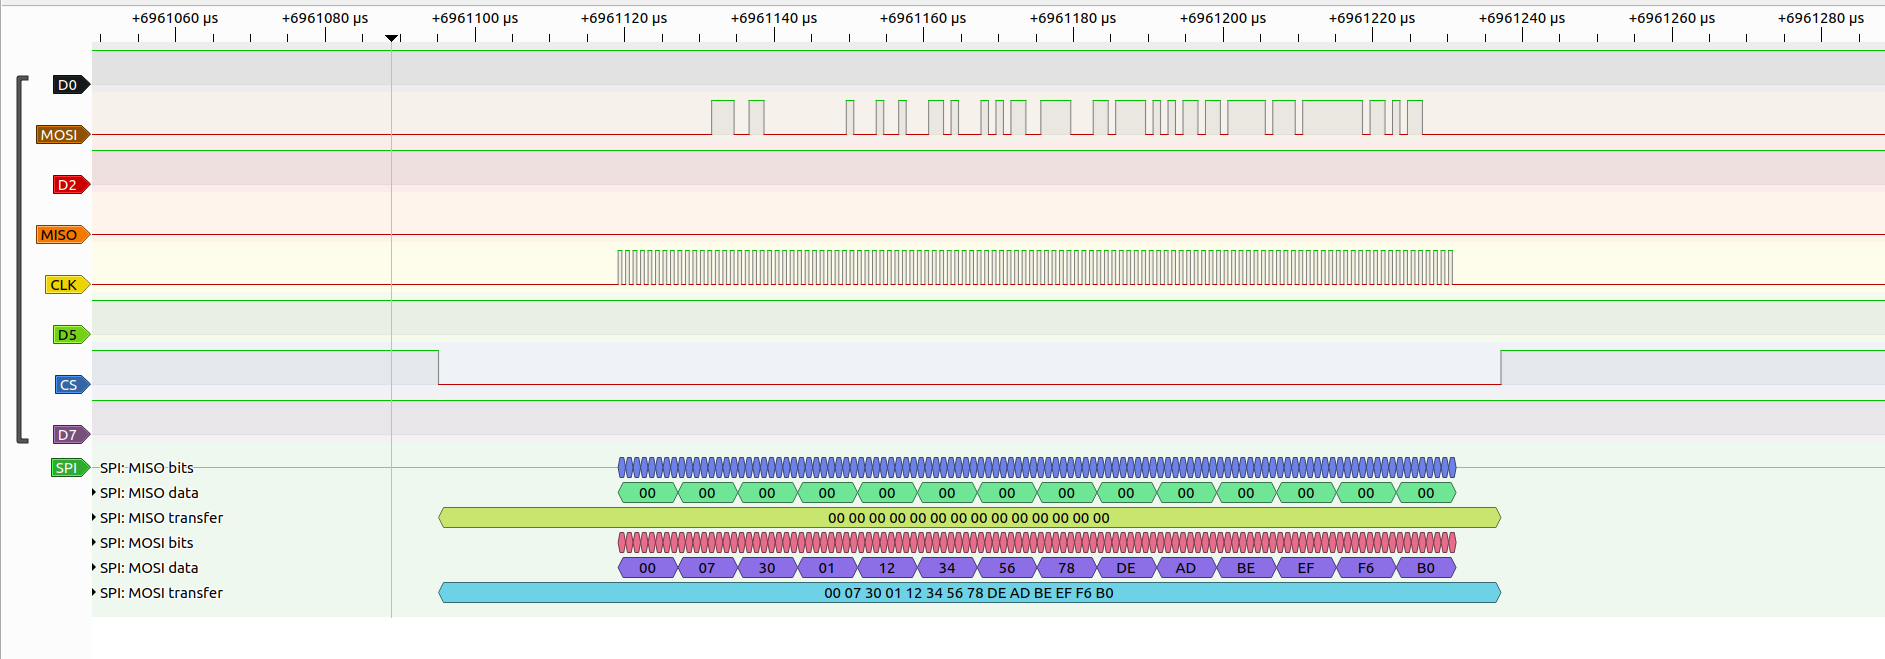 +6961060 µs +6961080 µs +6961100 µs +6961120 µs +6961140 µs +6961160 µs +6961180 µs +6961200 µs +6961220 µs +6961240 µs +6961260 µs +6961280 µs
D0
MOSI
D2
MISO
CLK
D5
CS
D7
SPI SPI: MISO bits
SPI: MISO data 00 00 00 00 00 00 00 00 00 00 00 00 00 00
SPI: MISO transfer 00 00 00 00 00 00 00 00 00 00 00 00 00 00
SPI: MOSI bits
SPI: MOSI data 00 07 30 01 12 34 56 78 DE AD BE EF F6 B0
SPI: MOSI transfer 00 07 30 01 12 34 56 78 DE AD BE EF F6 B0